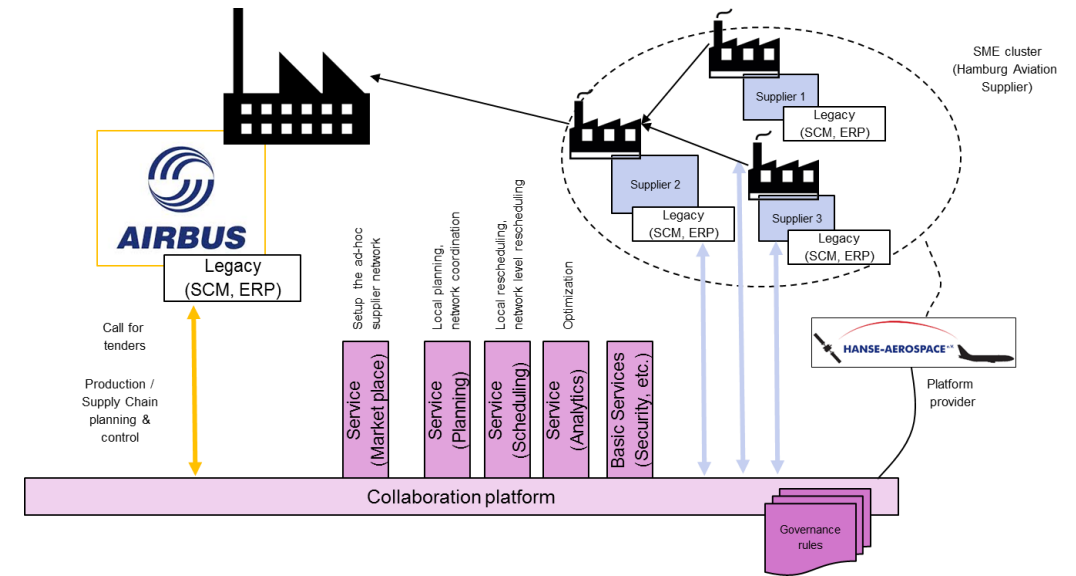 SME cluster
(Hamburg Aviation
Supplier)
Supplier 1
Legacy
(SCM, ERP)
Supplier 2
Legacy
(SCM, ERP)
Supplier 3
Legacy
(SCM, ERP)
AIRBUS
Legacy
(SCM, ERP)
Call for
tenders
Production /
Supply Chain
planning &
control
Setup the ad-hoc
supplier network
Local planning,
network coordination
Local rescheduling,
network level rescheduling
Optimization
Service
(Market place)
Service
(Planning)
Service
(Scheduling)
Service
(Analytics)
Basic Services
(Security, etc.)
HANSE-AEROSPACE
Platform
provider
Collaboration platform
Governance
rules